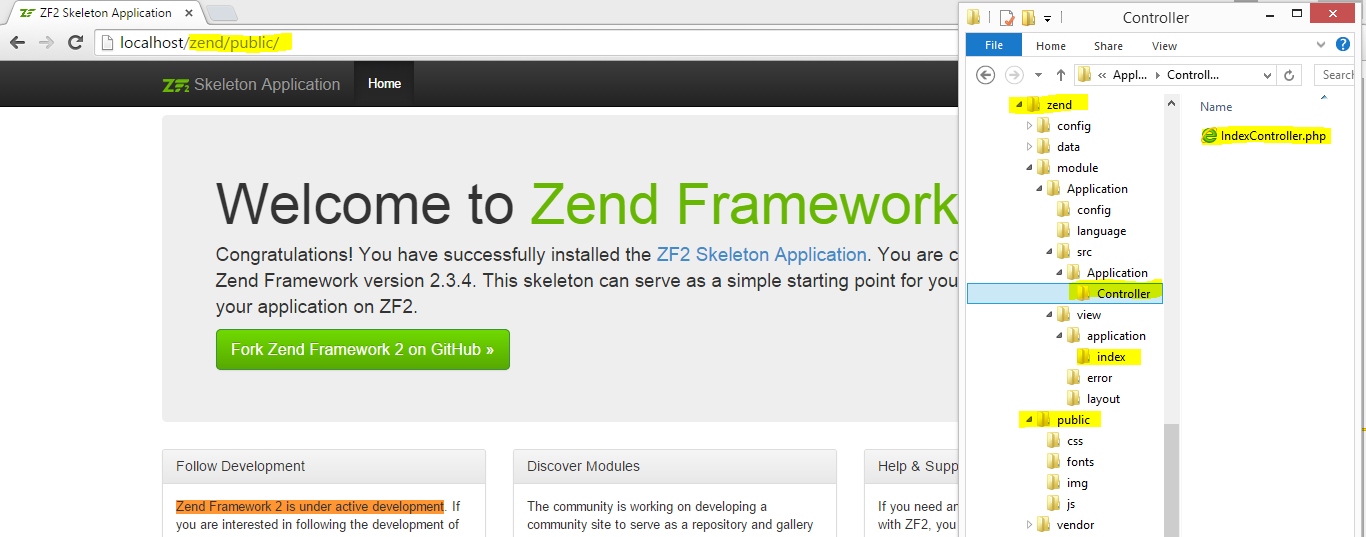 ZF2 Skeleton Application
localhost/zend/public/
ZF2 Skeleton Application Home
Welcome to Zend Framework
Congratulations! You have successfully installed the ZF2 Skeleton Application. You are c
Zend Framework version 2.3.4. This skeleton can serve as a simple starting point for you
your application on ZF2.
Fork Zend Framework 2 on GitHub »
Follow Development
Zend Framework 2 is under active development. If
you are interested in following the development of
Discover Modules
The community is working on developing a
community site to serve as a repository and gallery
Help & Supp
If you need an
with ZF2, you
Controller
File Home Share View
« Appl... Controll... Searc
zend
config
data
module
Application
config
language
src
Application
Controller
view
application
index
error
layout
public
css
fonts
img
js
vendor
Name
IndexController.php